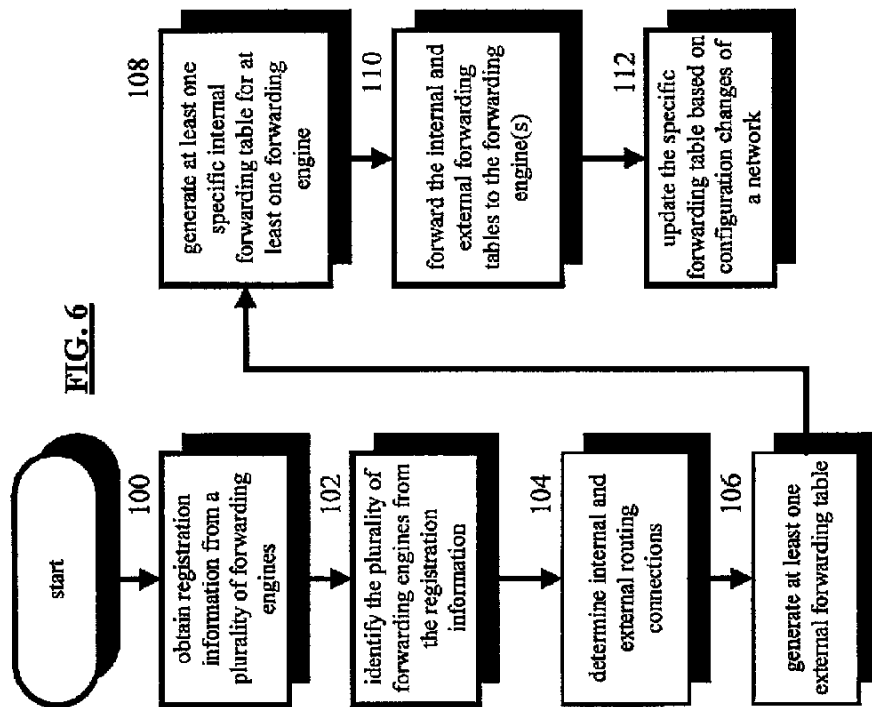 FIG. 6
start
100
obtain registration
information from a
plurality of forwarding
engines
102
identify the plurality of
forwarding engines from
the registration
information
104
determine internal and
external routing
connections
106
generate at least one
external forwarding table
108
generate at least one
specific internal
forwarding table for at
least one forwarding
engine
110
forward the internal and
external forwarding
tables to the forwarding
engine(s)
112
update the specific
forwarding table based on
configuration changes of
a network